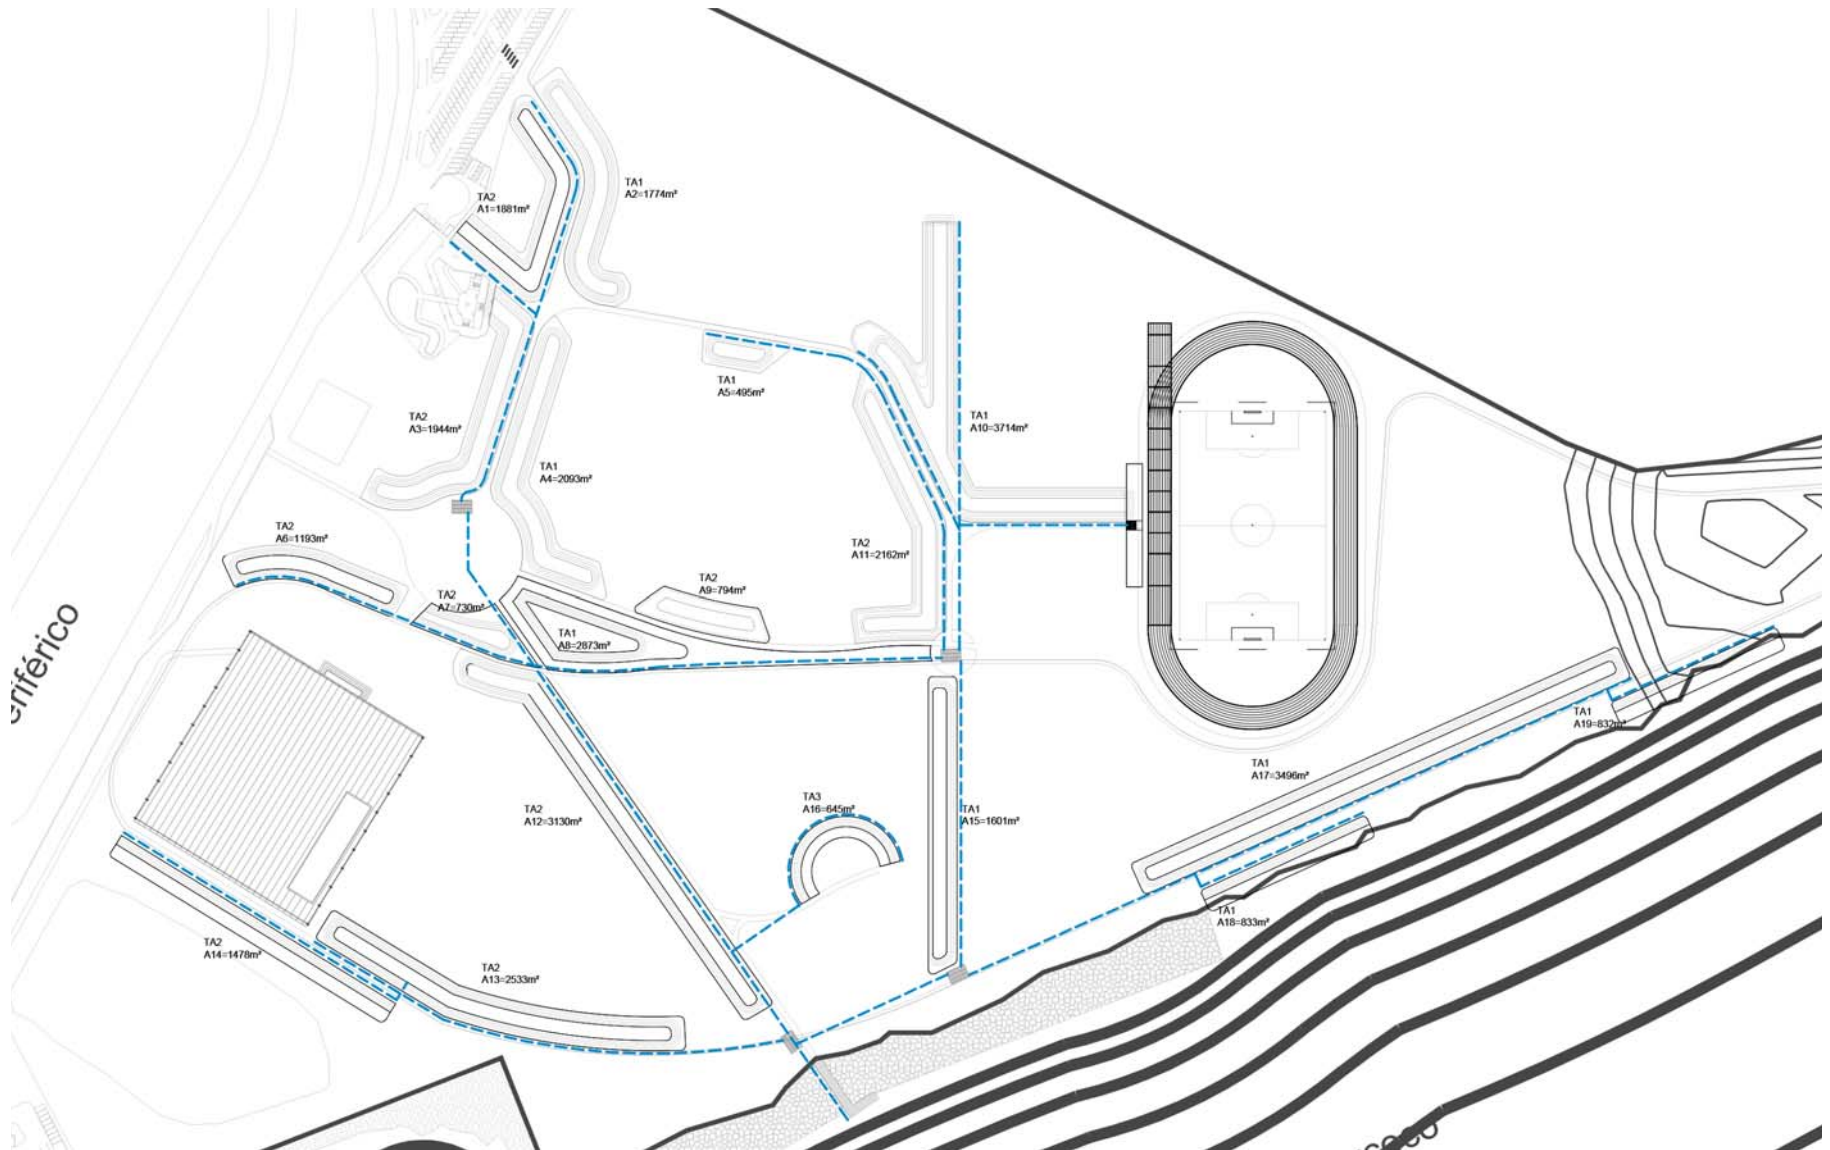 TA1
A2=1774m²
TA2
A1=1881m²
TA1
A5=495m²
TA2
A3=1944m²
TA1
A10=3714m²
TA1
A4=2093m²
TA2
A6=1193m²
TA2
A11=2162m²
TA2
A9=794m²
TA2
A7=730m²
TA1
A8=2873m²
TA1
A19=832m²
TA1
A17=3496m²
TA2
A12=3130m²
TA3
A16=645m²
TA1
A15=1601m²
TA1
A18=833m²
TA2
A14=1478m²
TA2
A13=2533m²
eriférico